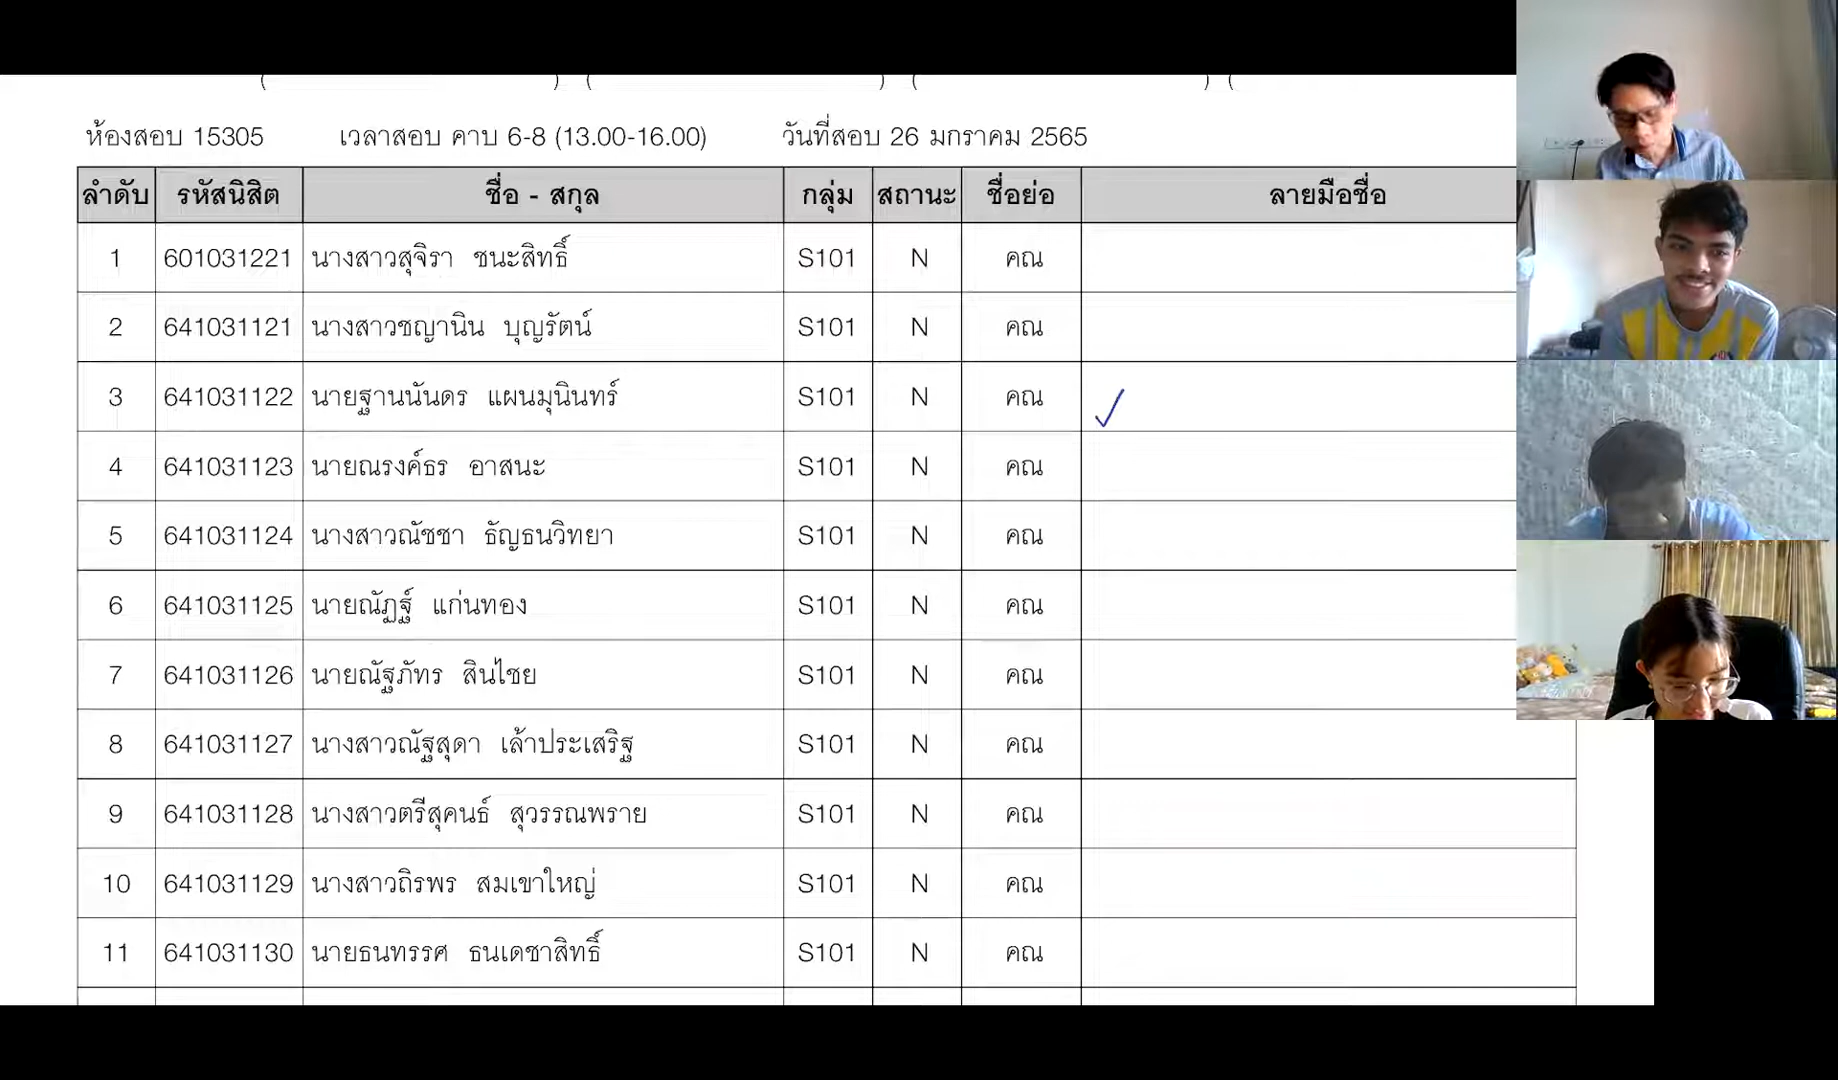 ห้องสอบ 15305 เวลาสอบ คาบ 6-8 (13.00-16.00) วันที่สอบ 26 มกราคม 2565
ลำดับ รหัสนิสิต ชื่อ - สกุล กลุ่ม สถานะ ชื่อย่อ ลายมือชื่อ
1 601031221 นางสาวสุจิรา ชนะสิทธิ์ S101 N คณ
2 641031121 นางสาวชญานิน บุญรัตน์ S101 N คณ
3 641031122 นายฐานนันดร แผนมุนินทร์ S101 N คณ
4 641031123 นายณรงค์ธร อาสนะ S101 N คณ
5 641031124 นางสาวณัชชา ธัญธนวิทยา S101 N คณ
6 641031125 นายณัฏฐ์ แก่นทอง S101 N คณ
7 641031126 นายณัฐภัทร สินไชย S101 N คณ
8 641031127 นางสาวณัฐสุดา เล้าประเสริฐ S101 N คณ
9 641031128 นางสาวตรีสุคนธ์ สุวรรณพราย S101 N คณ
10 641031129 นางสาวถิรพร สมเขาใหญ่ S101 N คณ
11 641031130 นายธนทรรศ ธนเดชาสิทธิ์ S101 N คณ